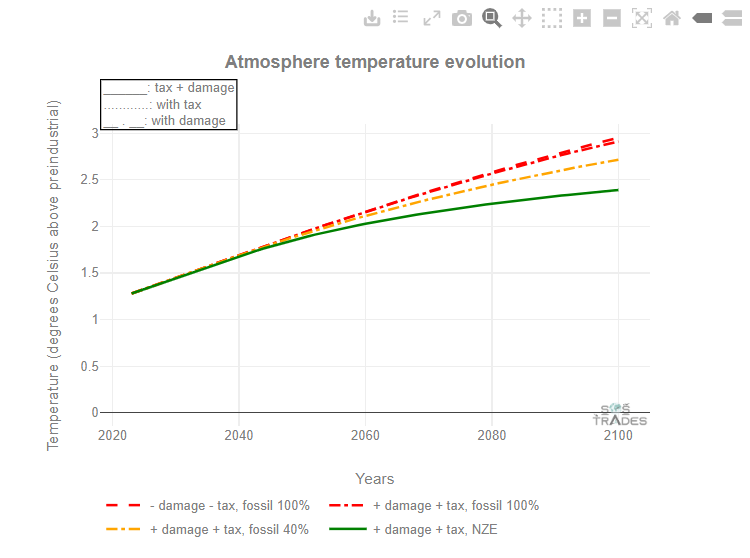 Atmosphere temperature evolution
______: tax + damage
............: with tax
__ . __: with damage
Temperature (degrees Celsius above preindustrial)
3
2.5
2
1.5
1
0.5
0
2020 2040 2060 2080 2100
SOS
TRADES
Years
- damage - tax, fossil 100% + damage + tax, fossil 100%
+ damage + tax, fossil 40% + damage + tax, NZE